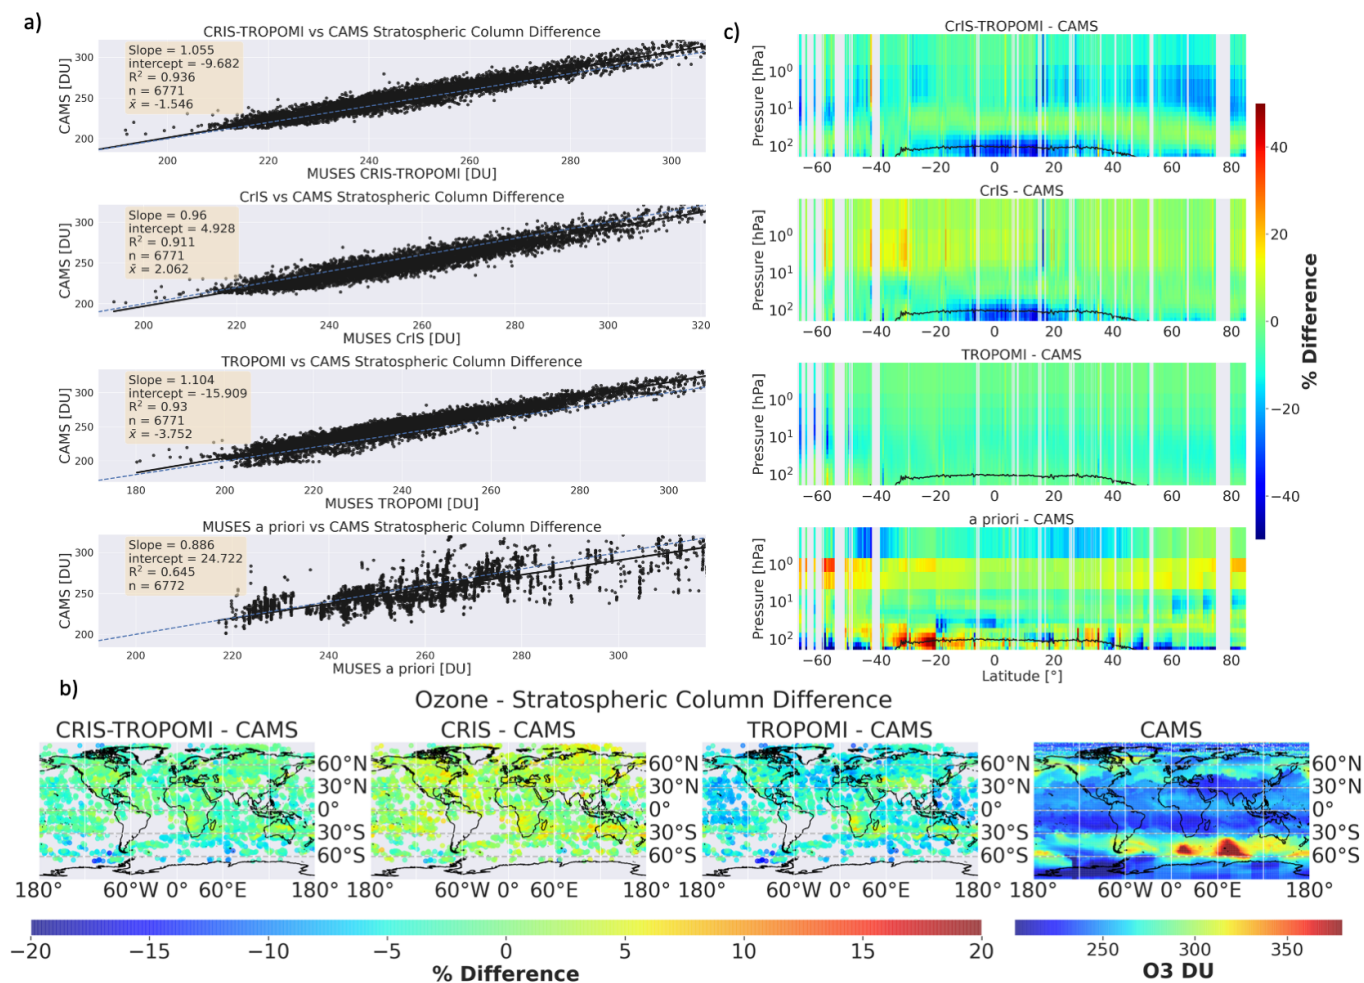 a)
CRIS-TROPOMI vs CAMS Stratospheric Column Difference
Slope = 1.055
intercept = -9.682
R² = 0.936
n = 6771
x̄ = -1.546
CAMS [DU]
300
250
200
200 220 240 260 280 300
MUSES CRIS-TROPOMI [DU]
CrIS vs CAMS Stratospheric Column Difference
Slope = 0.96
intercept = 4.928
R² = 0.911
n = 6771
x̄ = 2.062
CAMS [DU]
300
250
200
200 220 240 260 280 300 320
MUSES CrIS [DU]
TROPOMI vs CAMS Stratospheric Column Difference
Slope = 1.104
intercept = -15.909
R² = 0.93
n = 6771
x̄ = -3.752
CAMS [DU]
300
250
200
180 200 220 240 260 280 300
MUSES TROPOMI [DU]
MUSES a priori vs CAMS Stratospheric Column Difference
Slope = 0.886
intercept = 24.722
R² = 0.645
n = 6772
CAMS [DU]
300
250
200
200 220 240 260 280 300
MUSES a priori [DU]
c)
CrIS-TROPOMI - CAMS
Pressure [hPa]
10⁰
10¹
10²
−60 −40 −20 0 20 40 60 80
CrIS - CAMS
Pressure [hPa]
10⁰
10¹
10²
−60 −40 −20 0 20 40 60 80
TROPOMI - CAMS
Pressure [hPa]
10⁰
10¹
10²
−60 −40 −20 0 20 40 60 80
a priori - CAMS
Pressure [hPa]
10⁰
10¹
10²
−60 −40 −20 0 20 40 60 80
Latitude [°]
40
20
0
−20
−40
% Difference
b)
Ozone - Stratospheric Column Difference
CRIS-TROPOMI - CAMS
60°N
30°N
0°
30°S
60°S
180° 60°W 0° 60°E 180°
CRIS - CAMS
60°N
30°N
0°
30°S
60°S
180° 60°W 0° 60°E 180°
TROPOMI - CAMS
60°N
30°N
0°
30°S
60°S
180° 60°W 0° 60°E 180°
CAMS
60°N
30°N
0°
30°S
60°S
180° 60°W 0° 60°E 180°
−20 −15 −10 −5 0 5 10 15 20
% Difference
250 300 350
O3 DU